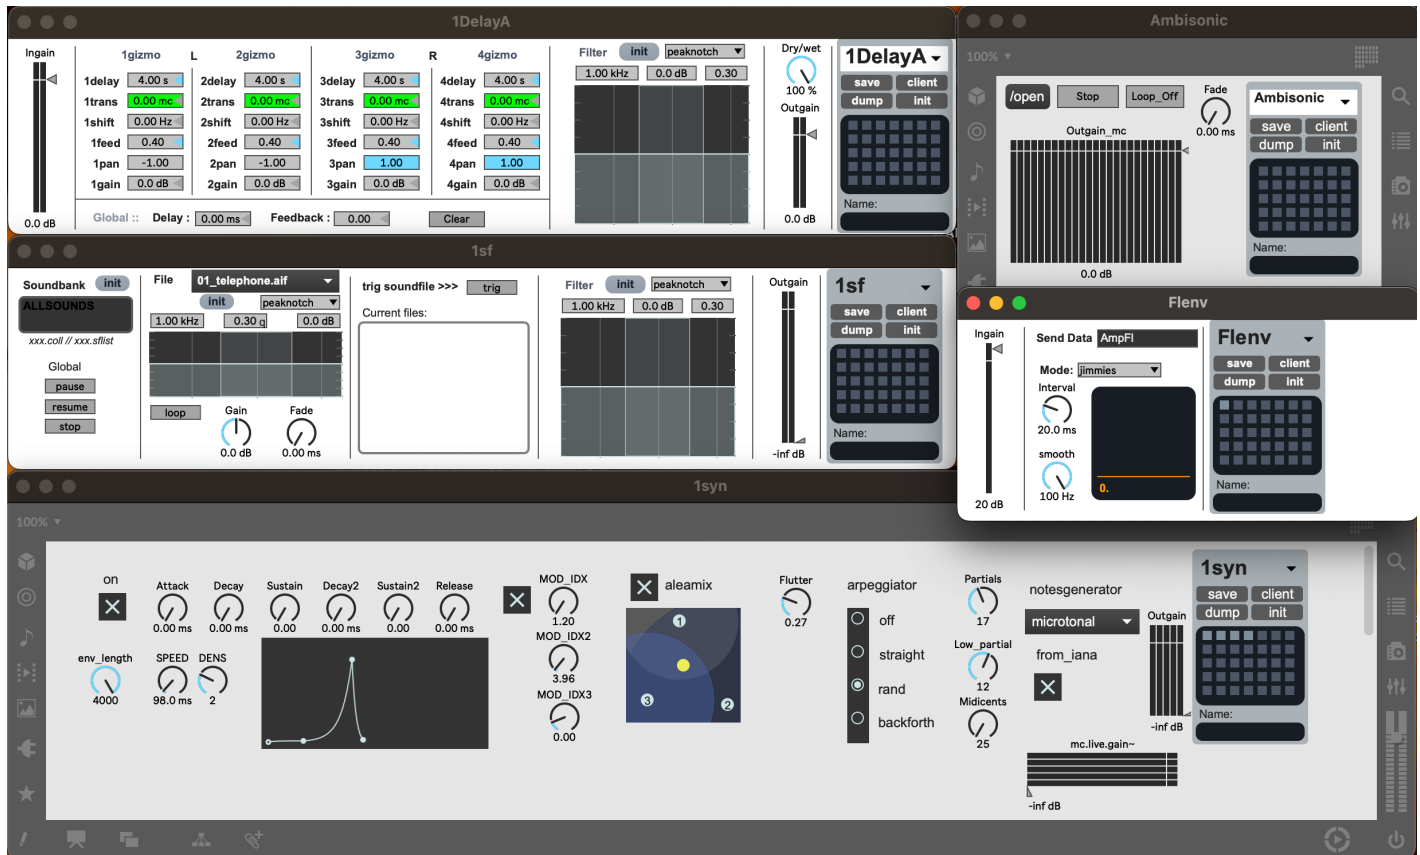 1DelayA
Ingain
0.0 dB
1gizmo L 2gizmo 3gizmo R 4gizmo
1delay 4.00 s 2delay 4.00 s 3delay 4.00 s 4delay 4.00 s
1trans 0.00 mc 2trans 0.00 mc 3trans 0.00 mc 4trans 0.00 mc
1shift 0.00 Hz 2shift 0.00 Hz 3shift 0.00 Hz 4shift 0.00 Hz
1feed 0.40 2feed 0.40 3feed 0.40 4feed 0.40
1pan -1.00 2pan -1.00 3pan 1.00 4pan 1.00
1gain 0.0 dB 2gain 0.0 dB 3gain 0.0 dB 4gain 0.0 dB
Global :: Delay : 0.00 ms Feedback : 0.00 Clear
Filter init peaknotch
1.00 kHz 0.0 dB 0.30
Dry/wet
100 %
Outgain
0.0 dB
1DelayA
save client
dump init
Name:
Ambisonic
100%
/open Stop Loop_Off
Fade
0.00 ms
Outgain_mc
0.0 dB
Ambisonic
save client
dump init
Name:
1sf
Soundbank init
ALLSOUNDS
xxx.coll // xxx.sflist
Global
pause
resume
stop
File 01_telephone.aif
init peaknotch
1.00 kHz 0.30 q 0.0 dB
loop
Gain
0.0 dB
Fade
0.00 ms
trig soundfile >>> trig
Current files:
Filter init peaknotch
1.00 kHz 0.0 dB 0.30
Outgain
-inf dB
1sf
save client
dump init
Name:
Flenv
Ingain
20 dB
Send Data AmpFl
Mode: jimmies
Interval
20.0 ms
smooth
100 Hz
0.
Flenv
save client
dump init
Name:
1syn
100%
on
Attack Decay Sustain Decay2 Sustain2 Release
0.00 ms 0.00 ms 0.00 0.00 ms 0.00 0.00 ms
env_length SPEED DENS
4000 98.0 ms 2
MOD_IDX
1.20
MOD_IDX2
3.96
MOD_IDX3
0.00
aleamix
1
3
2
Flutter
0.27
arpeggiator
off
straight
rand
backforth
Partials
17
Low_partial
12
Midicents
25
notesgenerator
microtonal
from_iana
Outgain
-inf dB
mc.live.gain~
-inf dB
1syn
save client
dump init
Name: